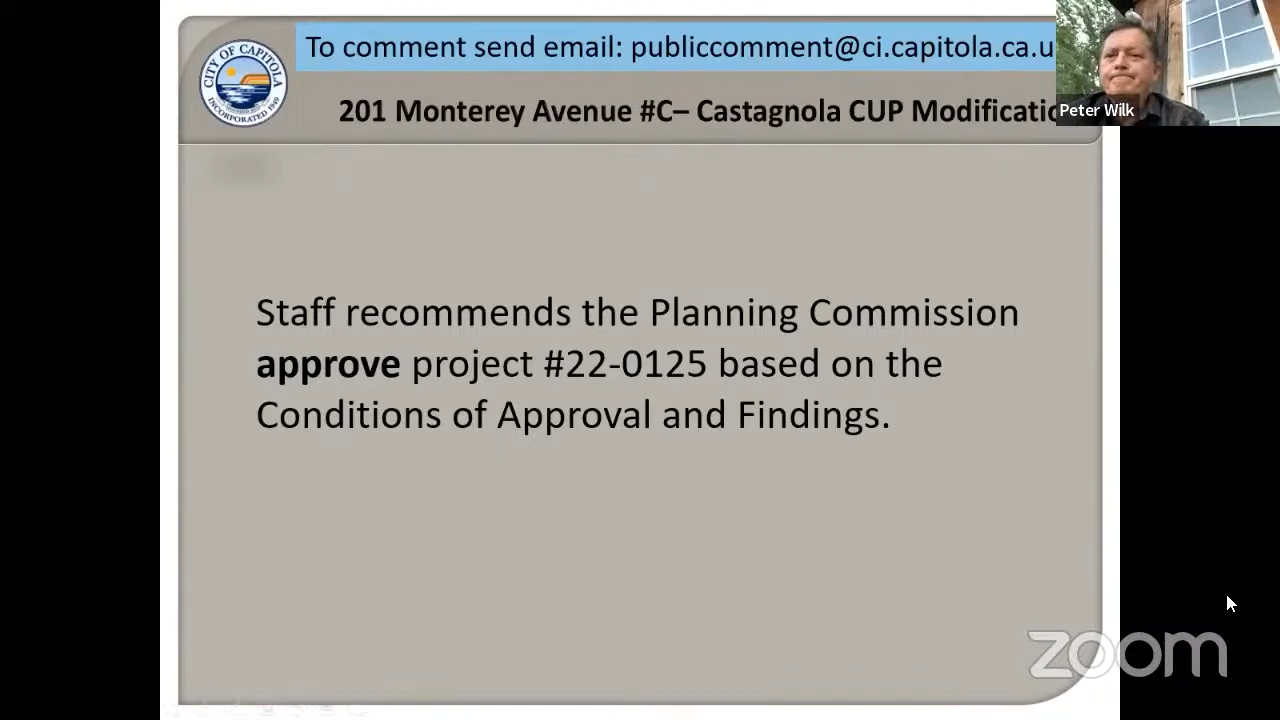 To comment send email: publiccomment@ci.capitola.ca.u
CITY OF CAPITOLA
INCORPORATED 1949
201 Monterey Avenue #C– Castagnola CUP Modificatio
Peter Wilk
Staff recommends the Planning Commission
approve project #22-0125 based on the
Conditions of Approval and Findings.
zoom